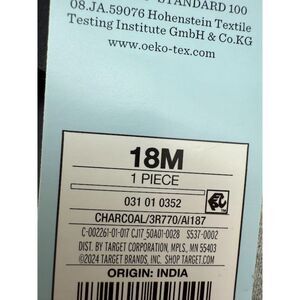 STANDARD 100
08.JA.59076 Hohenstein Textile
Testing Institute GmbH & Co.KG
www.oeko-tex.com
18M
1 PIECE
031 01 0352
CHARCOAL/3R770/AI187
C-002261-01-017 CJ17_50A01-0028 S537-0002
DIST. BY TARGET CORPORATION, MPLS, MN 55403
©2024 TARGET BRANDS, INC. SHOP TARGET.COM
ORIGIN: INDIA